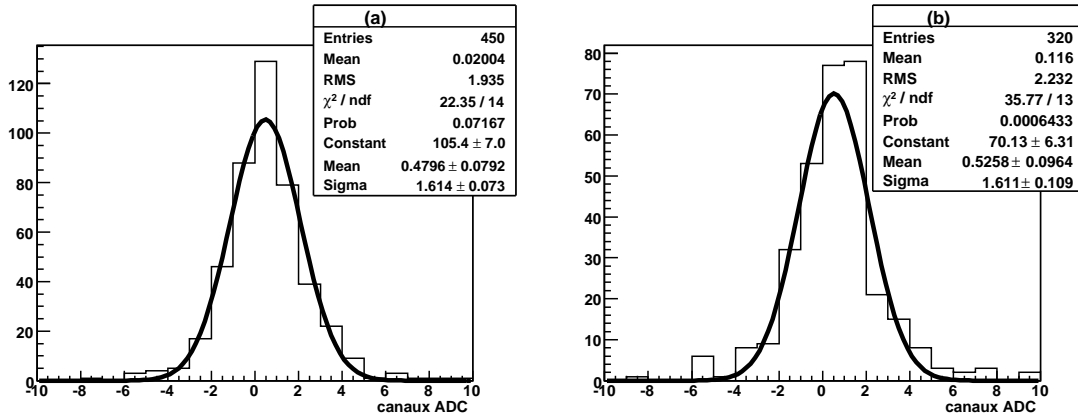 (a)
Entries 450
Mean 0.02004
RMS 1.935
χ² / ndf 22.35 / 14
Prob 0.07167
Constant 105.4 ± 7.0
Mean 0.4796 ± 0.0792
Sigma 1.614 ± 0.073
120
100
80
60
40
20
0
-10 -8 -6 -4 -2 0 2 4 6 8 10
canaux ADC
(b)
Entries 320
Mean 0.116
RMS 2.232
χ² / ndf 35.77 / 13
Prob 0.0006433
Constant 70.13 ± 6.31
Mean 0.5258 ± 0.0964
Sigma 1.611 ± 0.109
80
70
60
50
40
30
20
10
0
-10 -8 -6 -4 -2 0 2 4 6 8 10
canaux ADC